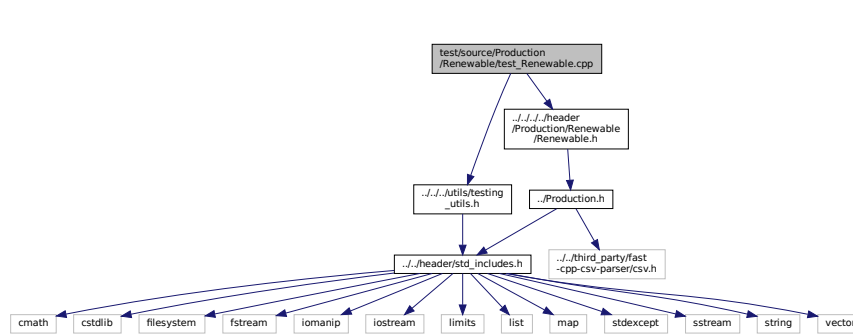 test/source/Production
/Renewable/test_Renewable.cpp
../../../../header
/Production/Renewable
/Renewable.h
../../../utils/testing
_utils.h
../Production.h
../../third_party/fast
-cpp-csv-parser/csv.h
../../header/std_includes.h
cmath
cstdlib
filesystem
fstream
iomanip
iostream
limits
list
map
stdexcept
sstream
string
vector